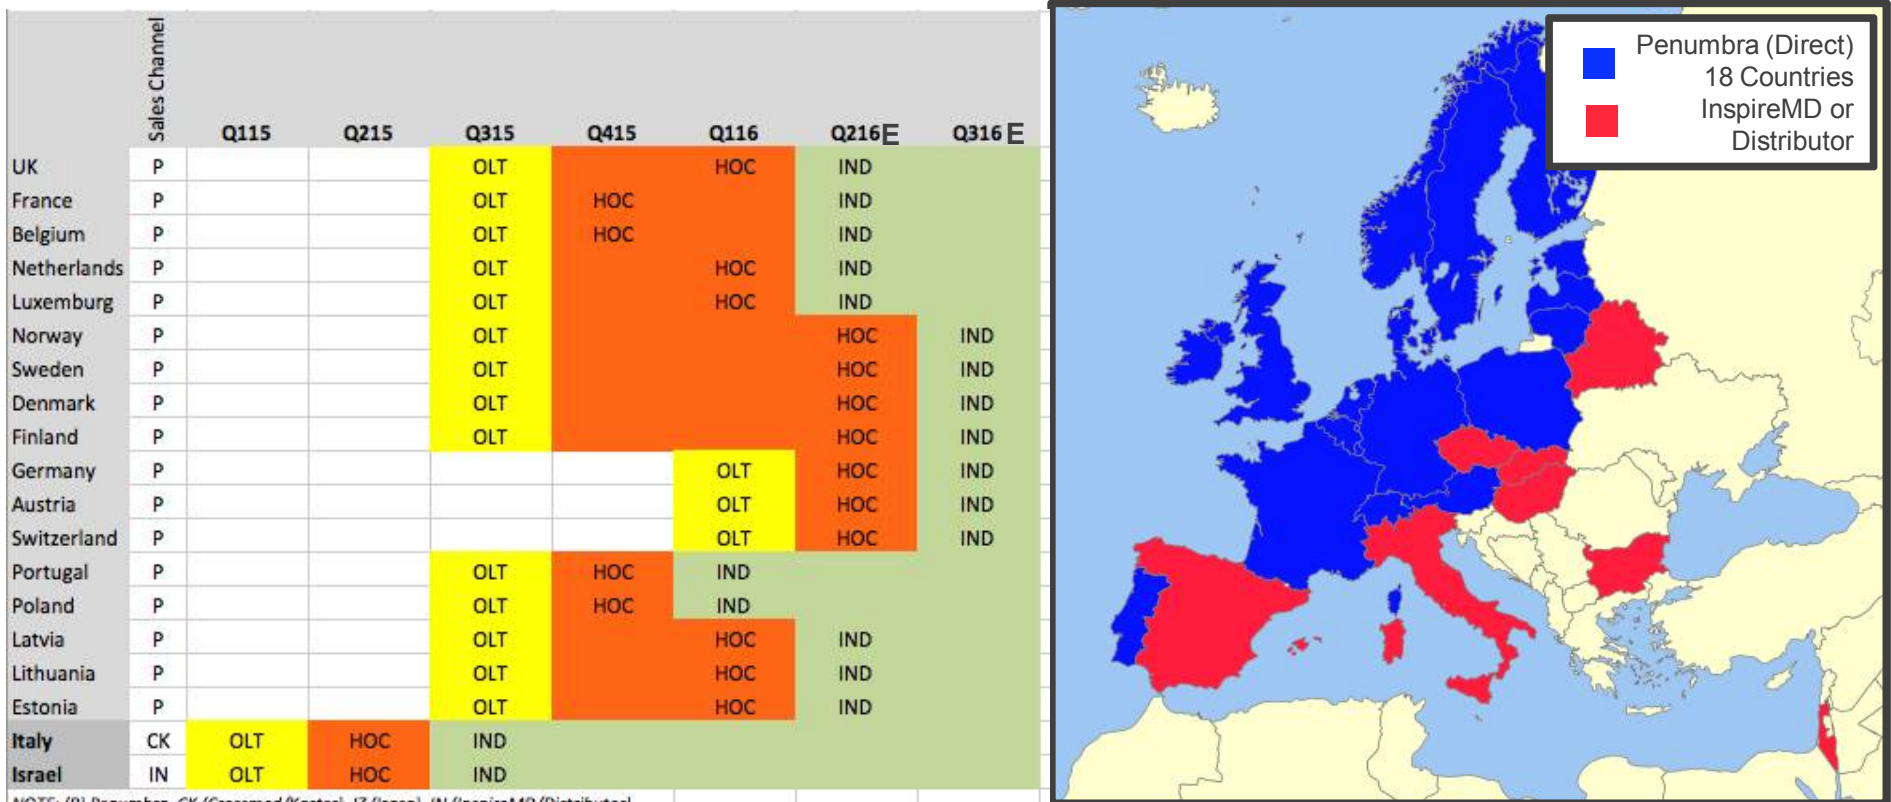 Sales Channel Q115 Q215 Q315 Q415 Q116 Q216E Q316E
UK P OLT HOC IND
France P OLT HOC IND
Belgium P OLT HOC IND
Netherlands P OLT HOC IND
Luxemburg P OLT HOC IND
Norway P OLT HOC IND
Sweden P OLT HOC IND
Denmark P OLT HOC IND
Finland P OLT HOC IND
Germany P OLT HOC IND
Austria P OLT HOC IND
Switzerland P OLT HOC IND
Portugal P OLT HOC IND
Poland P OLT HOC IND
Latvia P OLT HOC IND
Lithuania P OLT HOC IND
Estonia P OLT HOC IND
Italy CK OLT HOC IND
Israel IN OLT HOC IND
Penumbra (Direct)
18 Countries
InspireMD or
Distributor